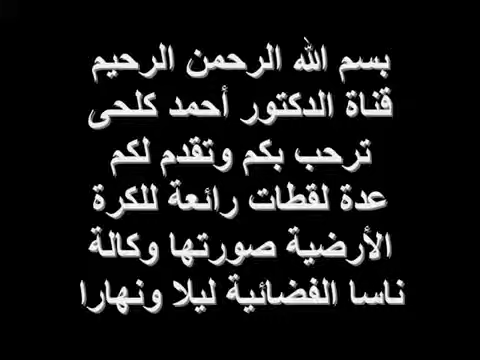 بسم الله الرحمن الرحيم
قناة الدكتور أحمد كلحى
ترحب بكم وتقدم لكم
عدة لقطات رائعة للكرة
الأرضية صورتها وكالة
ناسا الفضائية ليلا ونهارا